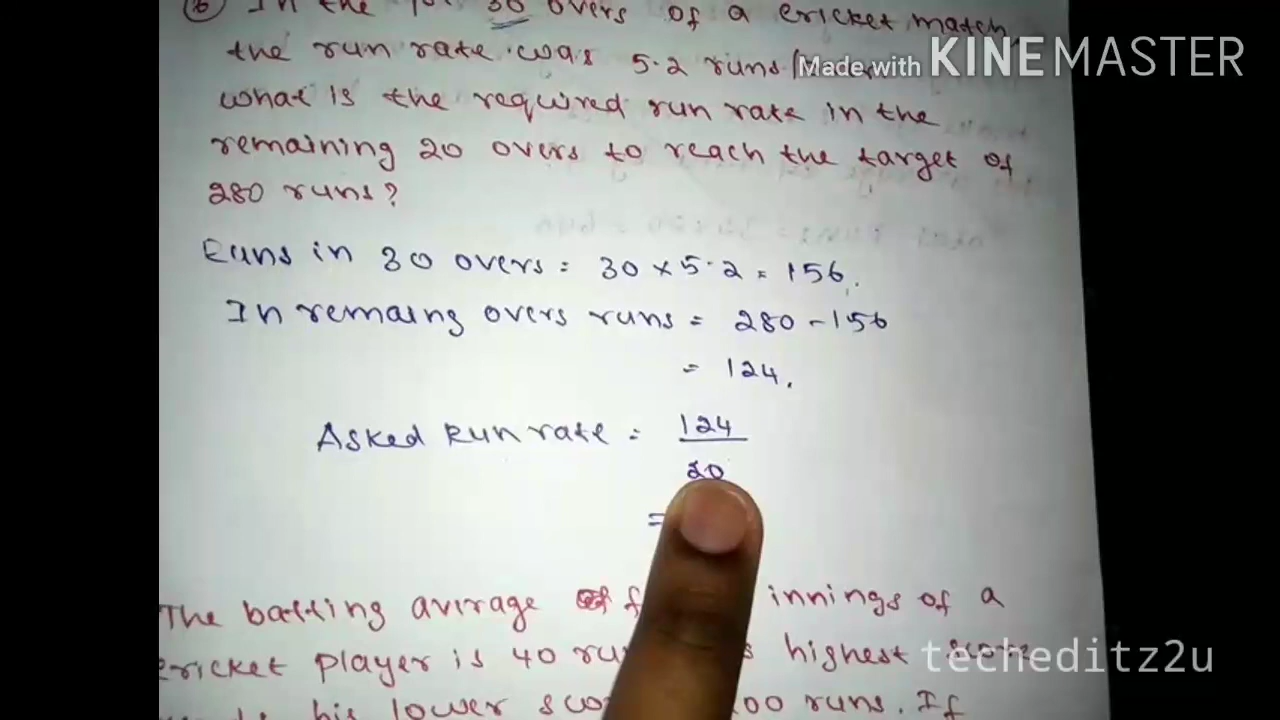 In the 30 overs of a cricket match,
the run rate was 5.2 runs/
Made with KINEMASTER
what is the required run rate in the
remaining 20 overs to reach the target of
280 runs?
Runs in 30 overs = 30 × 5.2 = 156.
In remaing overs runs = 280 - 156
= 124.
Asked Run rate = 124
20
=
The batting average of innings of a
cricket player is 40 highest score
techeditz2u
his lower runs. If